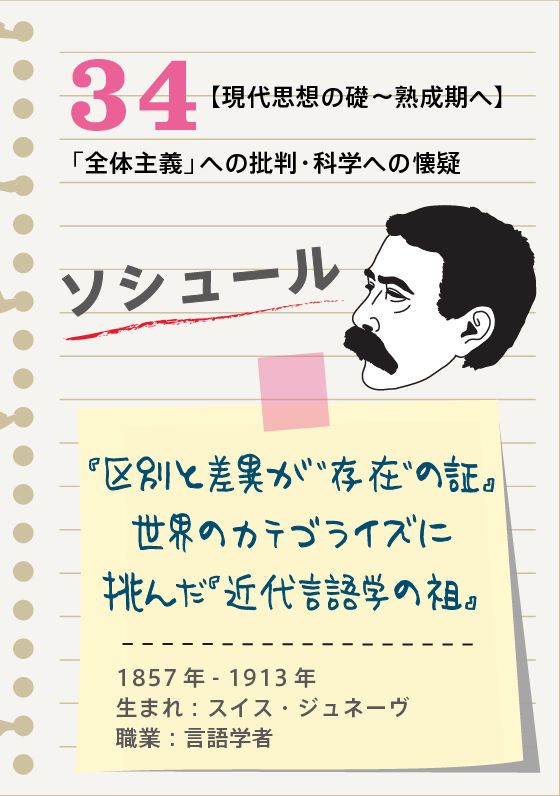 34【現代思想の礎～熟成期へ】
「全体主義」への批判・科学への懐疑
ソシュール
『区別と差異が“存在”の証』
世界のカテゴライズに
挑んだ『近代言語学の祖』
1857年 - 1913年
生まれ：スイス・ジュネーヴ
職業：言語学者